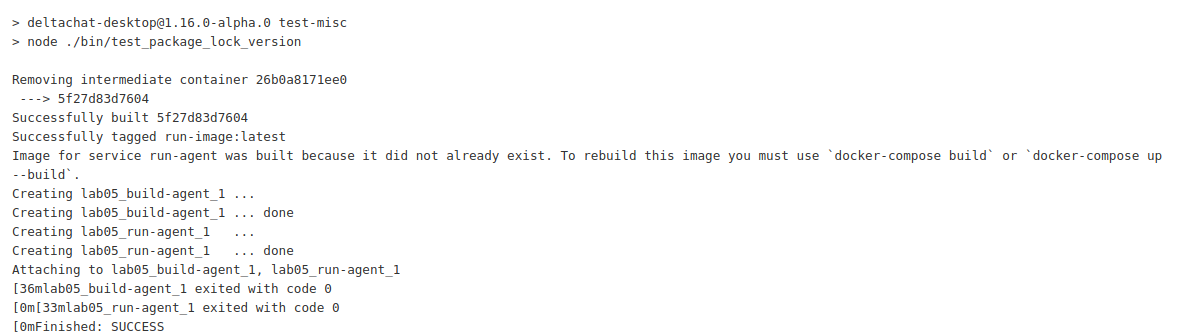 > deltachat-desktop@1.16.0-alpha.0 test-misc
> node ./bin/test_package_lock_version

Removing intermediate container 26b0a8171ee0
 ---> 5f27d83d7604
Successfully built 5f27d83d7604
Successfully tagged run-image:latest
Image for service run-agent was built because it did not already exist. To rebuild this image you must use `docker-compose build` or `docker-compose up
--build`.
Creating lab05_build-agent_1 ...
Creating lab05_build-agent_1 ... done
Creating lab05_run-agent_1   ...
Creating lab05_run-agent_1   ... done
Attaching to lab05_build-agent_1, lab05_run-agent_1
[36mlab05_build-agent_1 exited with code 0
[0m[33mlab05_run-agent_1 exited with code 0
[0mFinished: SUCCESS